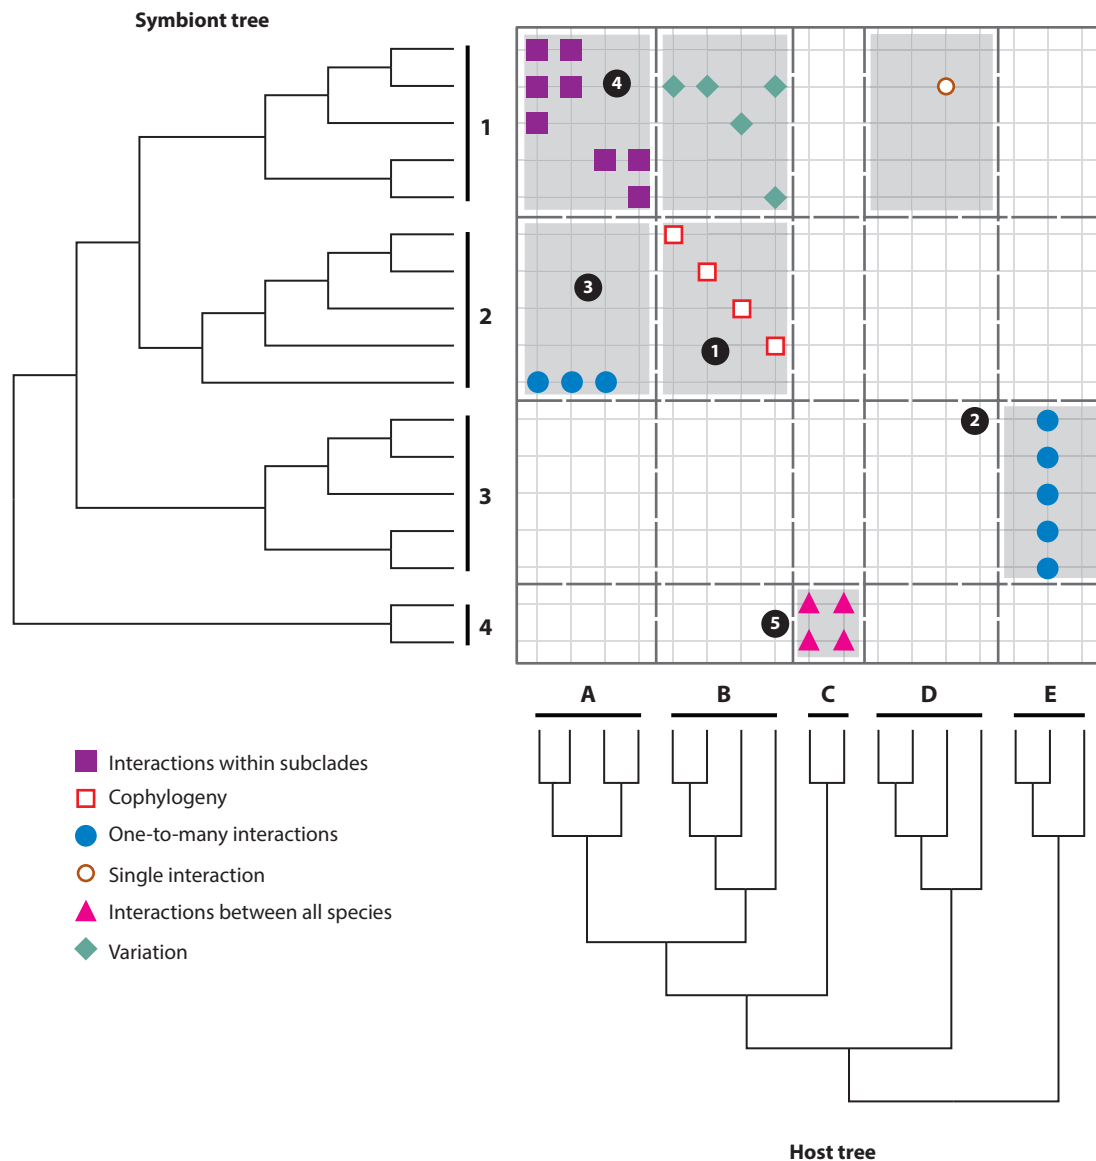 Symbiont tree
4
1
3
2
1
2
3
5
4
A B C D E
Interactions within subclades
Cophylogeny
One-to-many interactions
Single interaction
Interactions between all species
Variation
Host tree